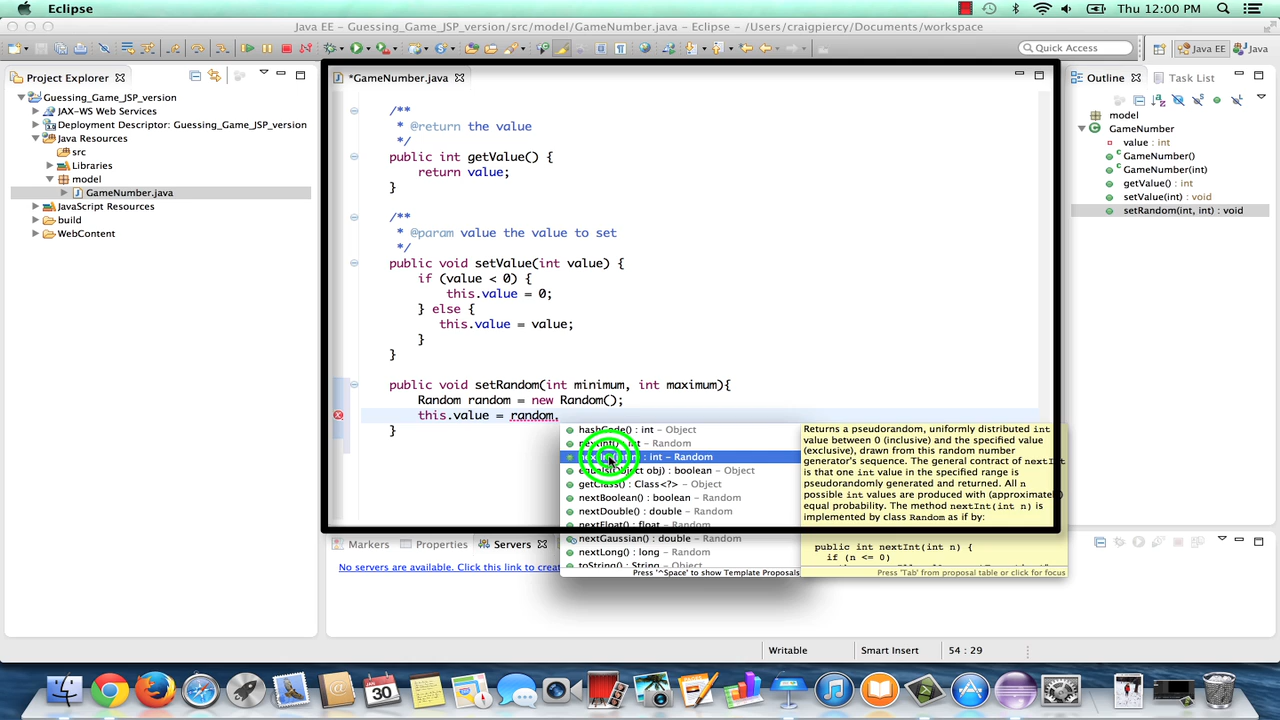 Eclipse
Thu 12:00 PM
Java EE – Guessing_Game_JSP_version/src/model/GameNumber.java – Eclipse – /Users/craigpiercy/Documents/workspace
Quick Access
Java EE
Java
Project Explorer
Guessing_Game_JSP_version
JAX-WS Web Services
Deployment Descriptor: Guessing_Game_JSP_version
Java Resources
src
Libraries
model
GameNumber.java
JavaScript Resources
build
WebContent
*GameNumber.java
/**
* @return the value
*/
public int getValue() {
return value;
}
/**
* @param value the value to set
*/
public void setValue(int value) {
if (value < 0) {
this.value = 0;
} else {
this.value = value;
}
}
public void setRandom(int minimum, int maximum){
Random random = new Random();
this.value = random.
}
hashCode() : int – Object
nextInt() : int – Random
: int – Random
equals(Object obj) : boolean – Object
getClass() : Class<?> – Object
nextBoolean() : boolean – Random
nextDouble() : double – Random
nextFloat() : float – Random
nextGaussian() : double – Random
nextLong() : long – Random
toString() : String – Object
Press '^Space' to show Template Proposals
Returns a pseudorandom, uniformly distributed int
value between 0 (inclusive) and the specified value
(exclusive), drawn from this random number
generator's sequence. The general contract of nextInt
is that one int value in the specified range is
pseudorandomly generated and returned. All n
possible int values are produced with (approximately)
equal probability. The method nextInt(int n) is
implemented by class Random as if by:
public int nextInt(int n) {
if (n <= 0)
Press 'Tab' from proposal table or click for focus
Outline
Task List
model
GameNumber
value : int
GameNumber()
GameNumber(int)
getValue() : int
setValue(int) : void
setRandom(int, int) : void
Markers
Properties
Servers
No servers are available. Click this link to crea
Writable
Smart Insert
54 : 29
JAN
30